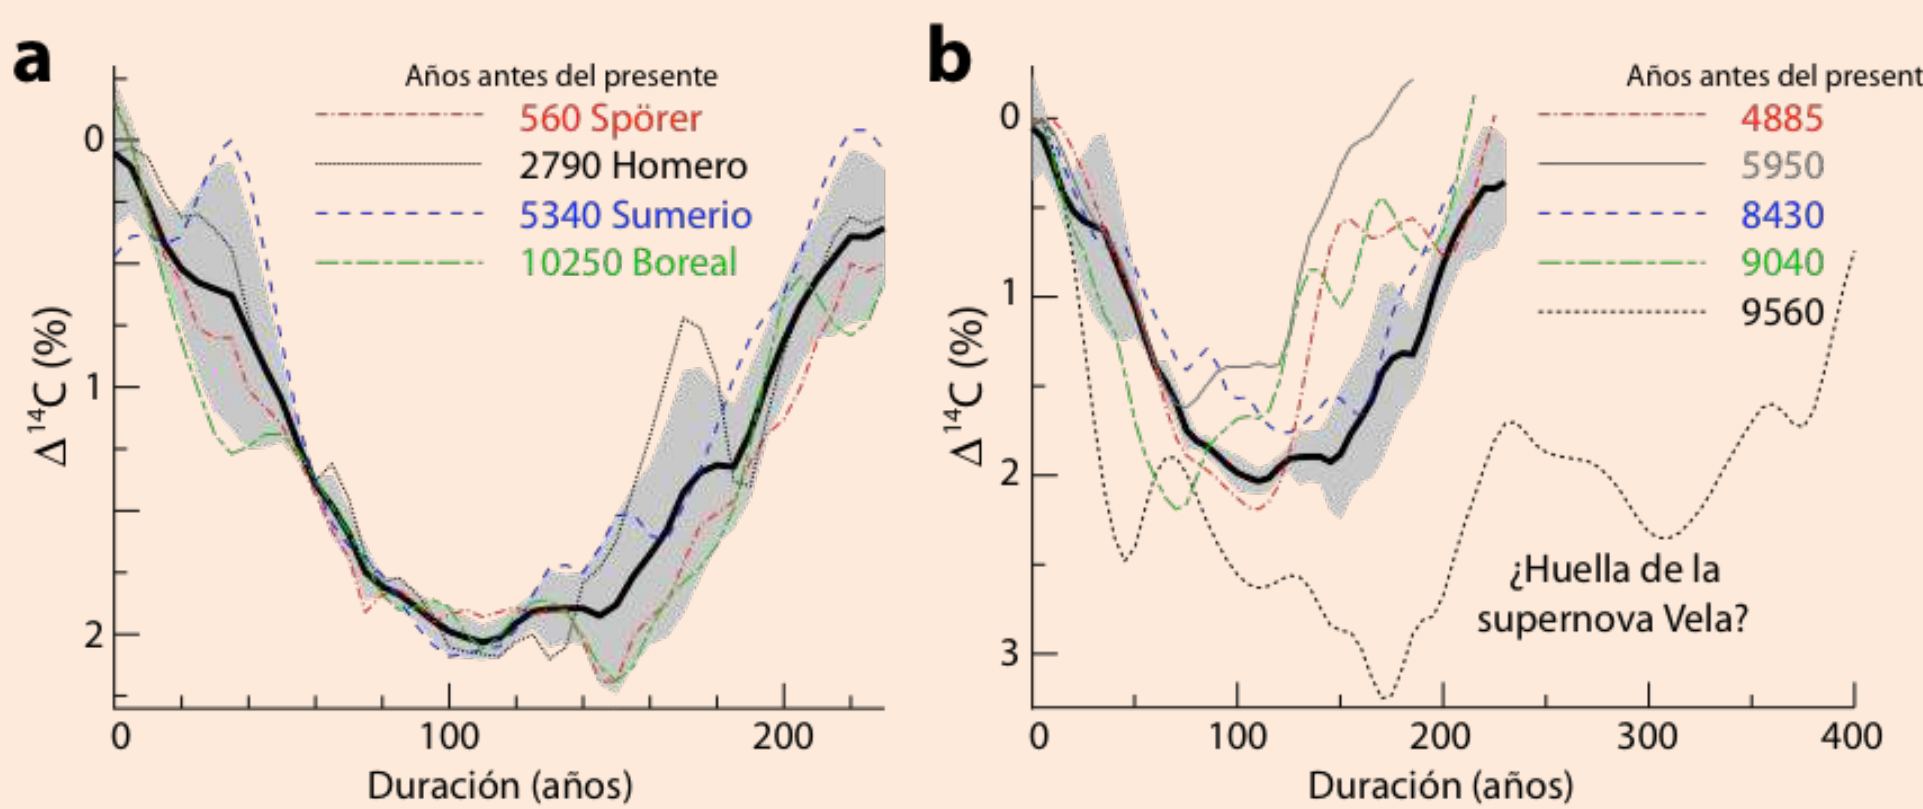 a
Años antes del presente
560 Spörer
2790 Homero
5340 Sumerio
10250 Boreal
0
1
2
Δ ¹⁴C (%)
0
100
200
Duración (años)
b
Años antes del present
4885
5950
8430
9040
9560
0
1
2
3
Δ ¹⁴C (%)
¿Huella de la
supernova Vela?
0
100
200
300
400
Duración (años)